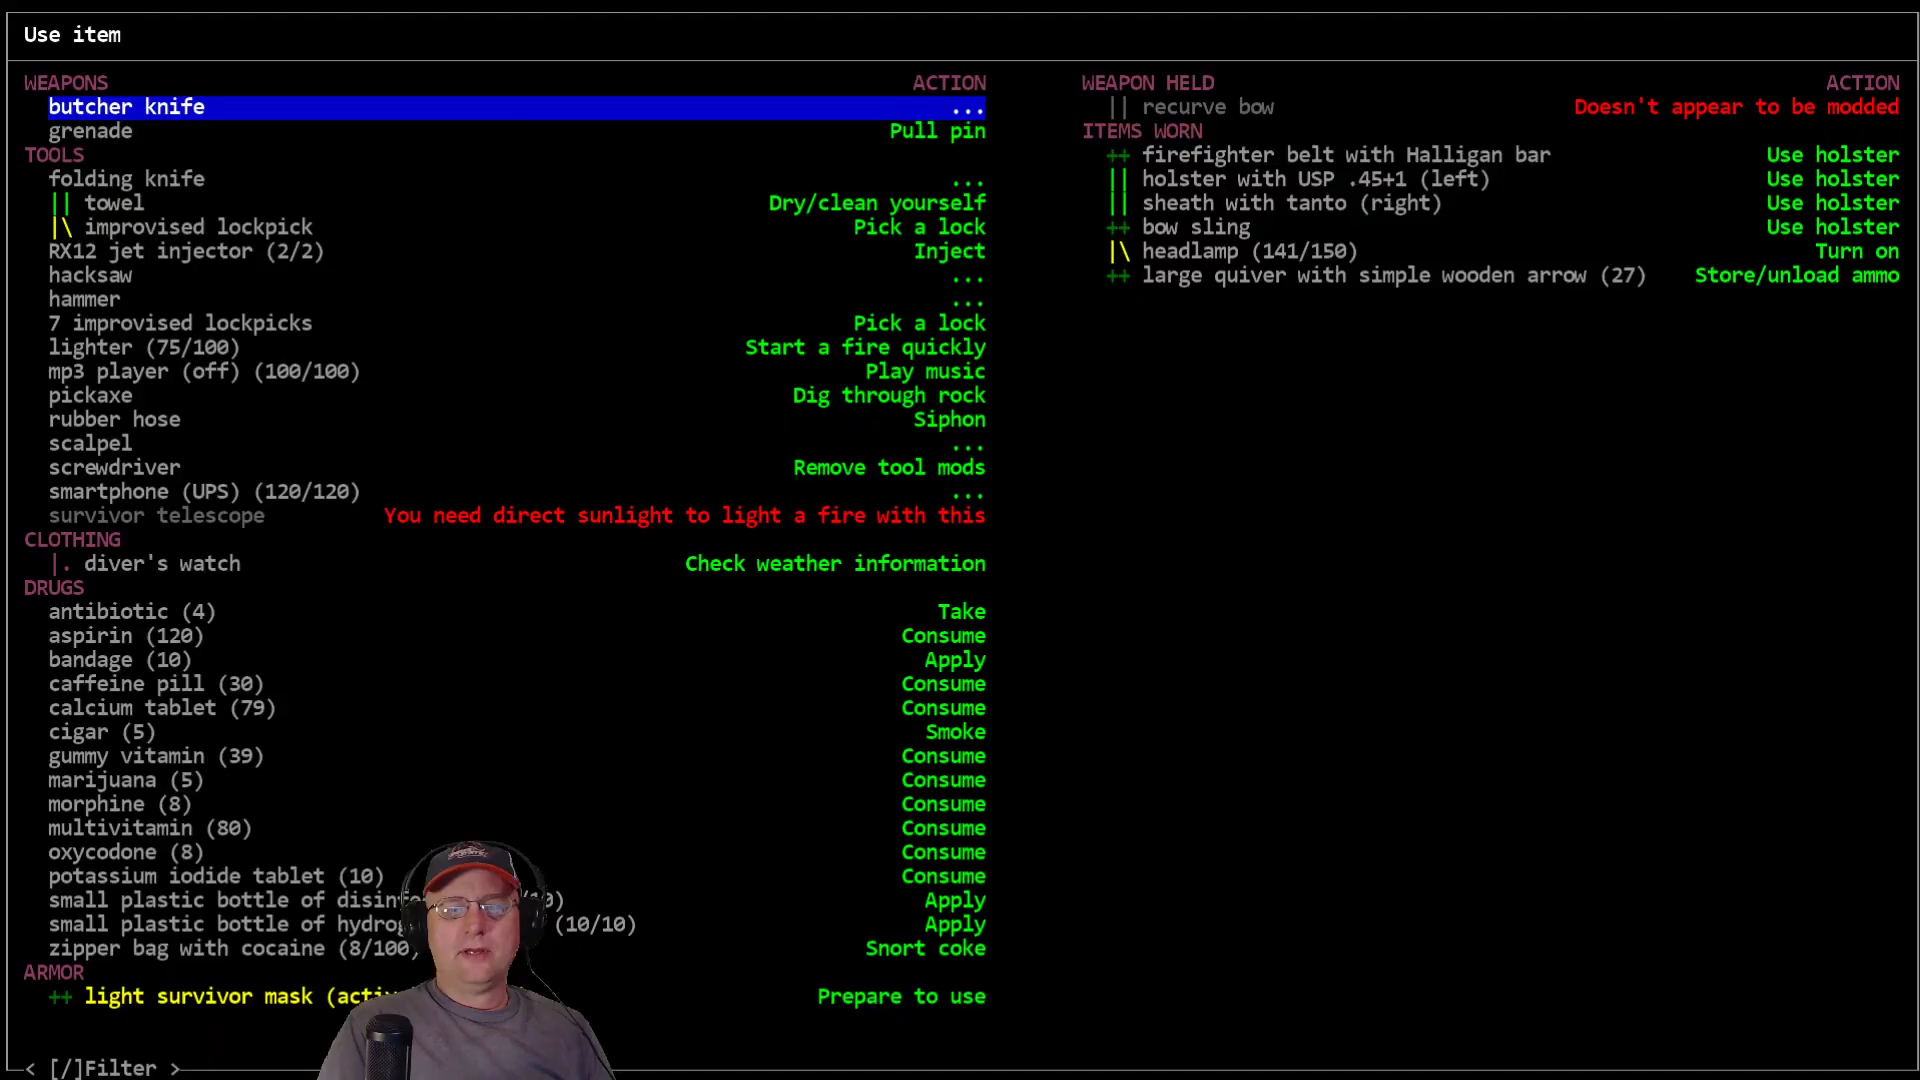 Use item
WEAPONS ACTION
butcher knife ...
grenade Pull pin
TOOLS
folding knife ...
|| towel Dry/clean yourself
|\ improvised lockpick Pick a lock
RX12 jet injector (2/2) Inject
hacksaw ...
hammer ...
7 improvised lockpicks Pick a lock
lighter (75/100) Start a fire quickly
mp3 player (off) (100/100) Play music
pickaxe Dig through rock
rubber hose Siphon
scalpel ...
screwdriver Remove tool mods
smartphone (UPS) (120/120) ...
survivor telescope You need direct sunlight to light a fire with this
CLOTHING
|. diver's watch Check weather information
DRUGS
antibiotic (4) Take
aspirin (120) Consume
bandage (10) Apply
caffeine pill (30) Consume
calcium tablet (79) Consume
cigar (5) Smoke
gummy vitamin (39) Consume
marijuana (5) Consume
morphine (8) Consume
multivitamin (80) Consume
oxycodone (8) Consume
potassium iodide tablet (10) Consume
small plastic bottle of Apply
small plastic bottle of (10/10) Apply
zipper bag with cocaine (8/100) Snort coke
ARMOR
++ light survivor mask Prepare to use
< [/]Filter >
WEAPON HELD ACTION
|| recurve bow Doesn't appear to be modded
ITEMS WORN
++ firefighter belt with Halligan bar Use holster
|| holster with USP .45+1 (left) Use holster
|| sheath with tanto (right) Use holster
++ bow sling Use holster
|\ headlamp (141/150) Turn on
++ large quiver with simple wooden arrow (27) Store/unload ammo